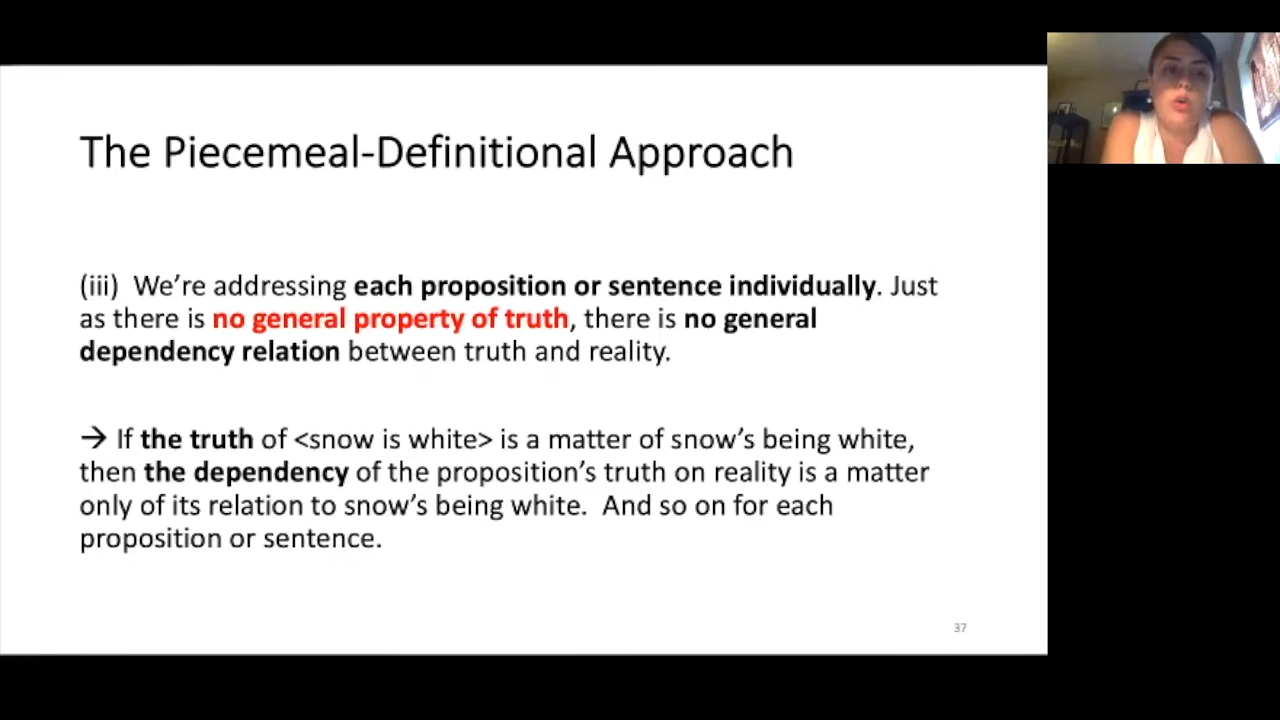 The Piecemeal-Definitional Approach
(iii) We’re addressing each proposition or sentence individually. Just
as there is no general property of truth, there is no general
dependency relation between truth and reality.
→ If the truth of <snow is white> is a matter of snow’s being white,
then the dependency of the proposition’s truth on reality is a matter
only of its relation to snow’s being white. And so on for each
proposition or sentence.
37